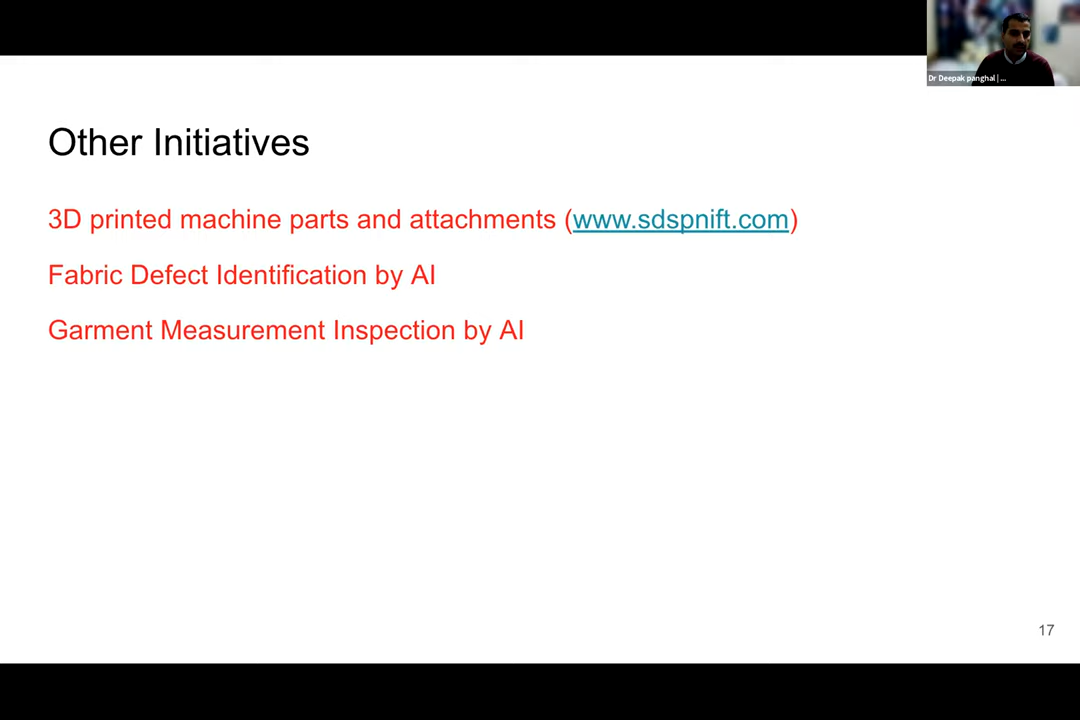 Dr Deepak panghal | ...
Other Initiatives
3D printed machine parts and attachments (www.sdspnift.com)
Fabric Defect Identification by AI
Garment Measurement Inspection by AI
17